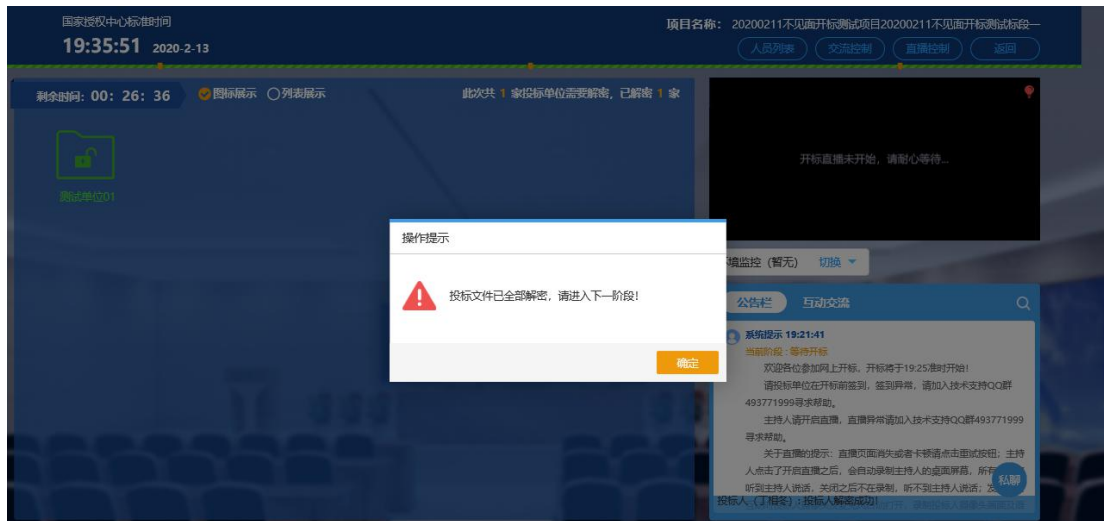 国家授权中心标准时间
19:35:51 2020-2-13
项目名称： 20200211不见面开标测试项目20200211不见面开标测试标段一
人员列表 交流控制 直播控制 返回
剩余时间：00：26：36 图标展示 列表展示 此次共 1 家投标单位需要解密，已解密 1 家
测试单位01
开标直播未开始，请耐心等待...
操作提示
投标文件已全部解密，请进入下一阶段！
确定
境监控（暂无） 切换
公告栏 互动交流
系统提示 19:21:41
当前阶段：等待开标
欢迎各位参加网上开标，开标将于19:25准时开始！
请投标单位在开标前签到，签到异常，请加入技术支持QQ群
493771999寻求帮助。
主持人请开启直播，直播异常请加入技术支持QQ群493771999
寻求帮助。
关于直播的提示：直播页面消失或者卡顿请点击重试按钮；主持
人点击了开启直播之后，会自动录制主持人的桌面屏幕，所有
听到主持人说话，关闭之后不在录制，听不到主持人说话；
私聊
投标人（丁相冬）：投标人解密成功！